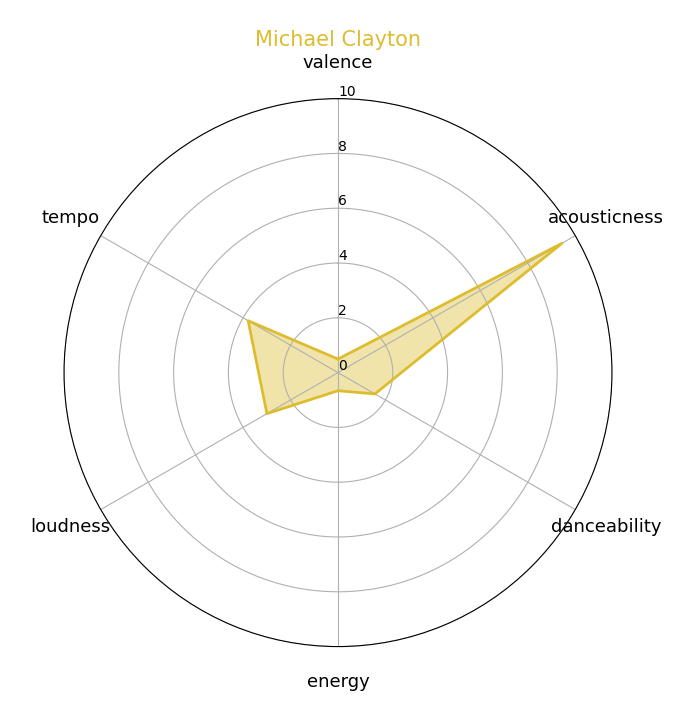 Michael Clayton
valence
10
8
6
4
2
0
tempo
acousticness
loudness
danceability
energy